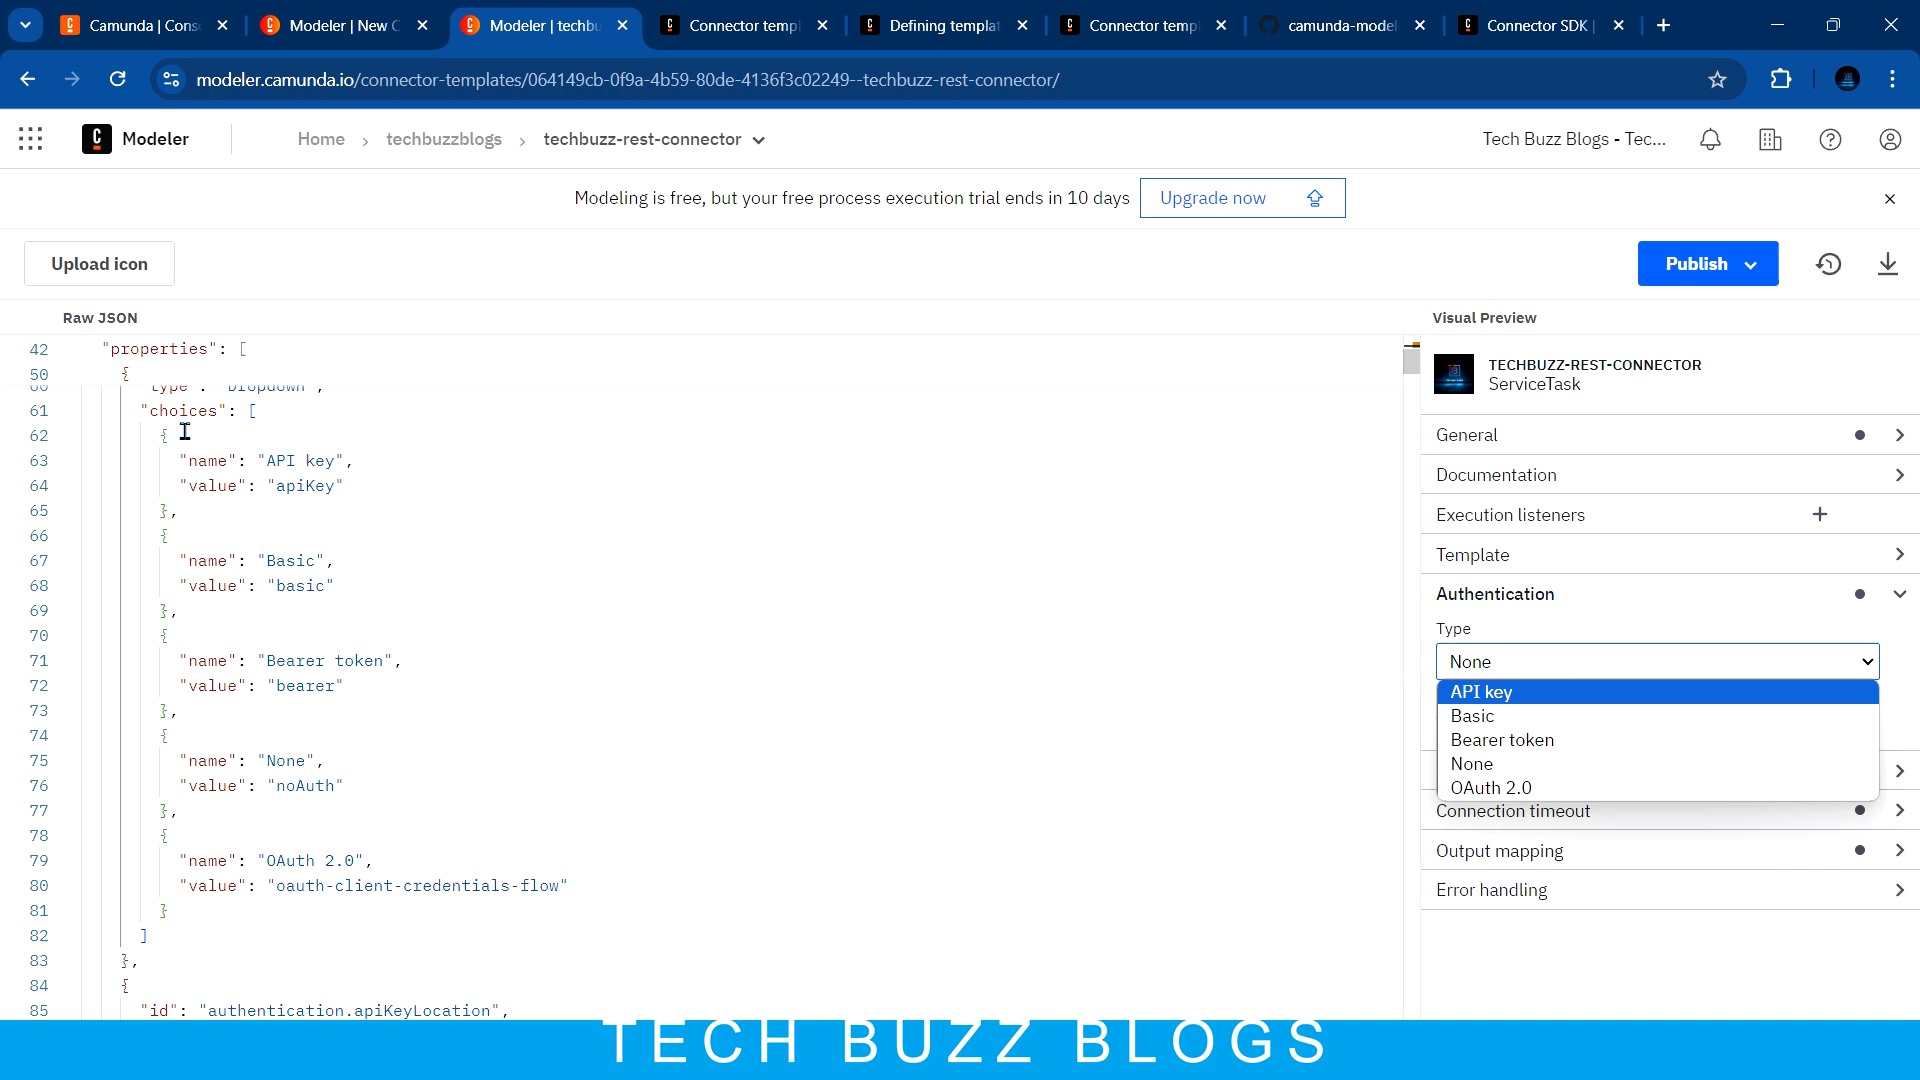 Camunda | Cons
Modeler | New C
Modeler | techbu
Connector temp
Defining templat
Connector temp
camunda-mode
Connector SDK |
modeler.camunda.io/connector-templates/064149cb-0f9a-4b59-80de-4136f3c02249--techbuzz-rest-connector/
Modeler
Home > techbuzzblogs > techbuzz-rest-connector
Tech Buzz Blogs - Tec...
Modeling is free, but your free process execution trial ends in 10 days
Upgrade now
Upload icon
Publish
Raw JSON
42 "properties": [
50 {
60 "type": "Dropdown",
61 "choices": [
62 {
63 "name": "API key",
64 "value": "apiKey"
65 },
66 {
67 "name": "Basic",
68 "value": "basic"
69 },
70 {
71 "name": "Bearer token",
72 "value": "bearer"
73 },
74 {
75 "name": "None",
76 "value": "noAuth"
77 },
78 {
79 "name": "OAuth 2.0",
80 "value": "oauth-client-credentials-flow"
81 }
82 ]
83 },
84 {
85 "id": "authentication.apiKeyLocation",
Visual Preview
TECHBUZZ-REST-CONNECTOR
ServiceTask
General
Documentation
Execution listeners
Template
Authentication
Type
None
API key
Basic
Bearer token
None
OAuth 2.0
Connection timeout
Output mapping
Error handling
TECH BUZZ BLOGS